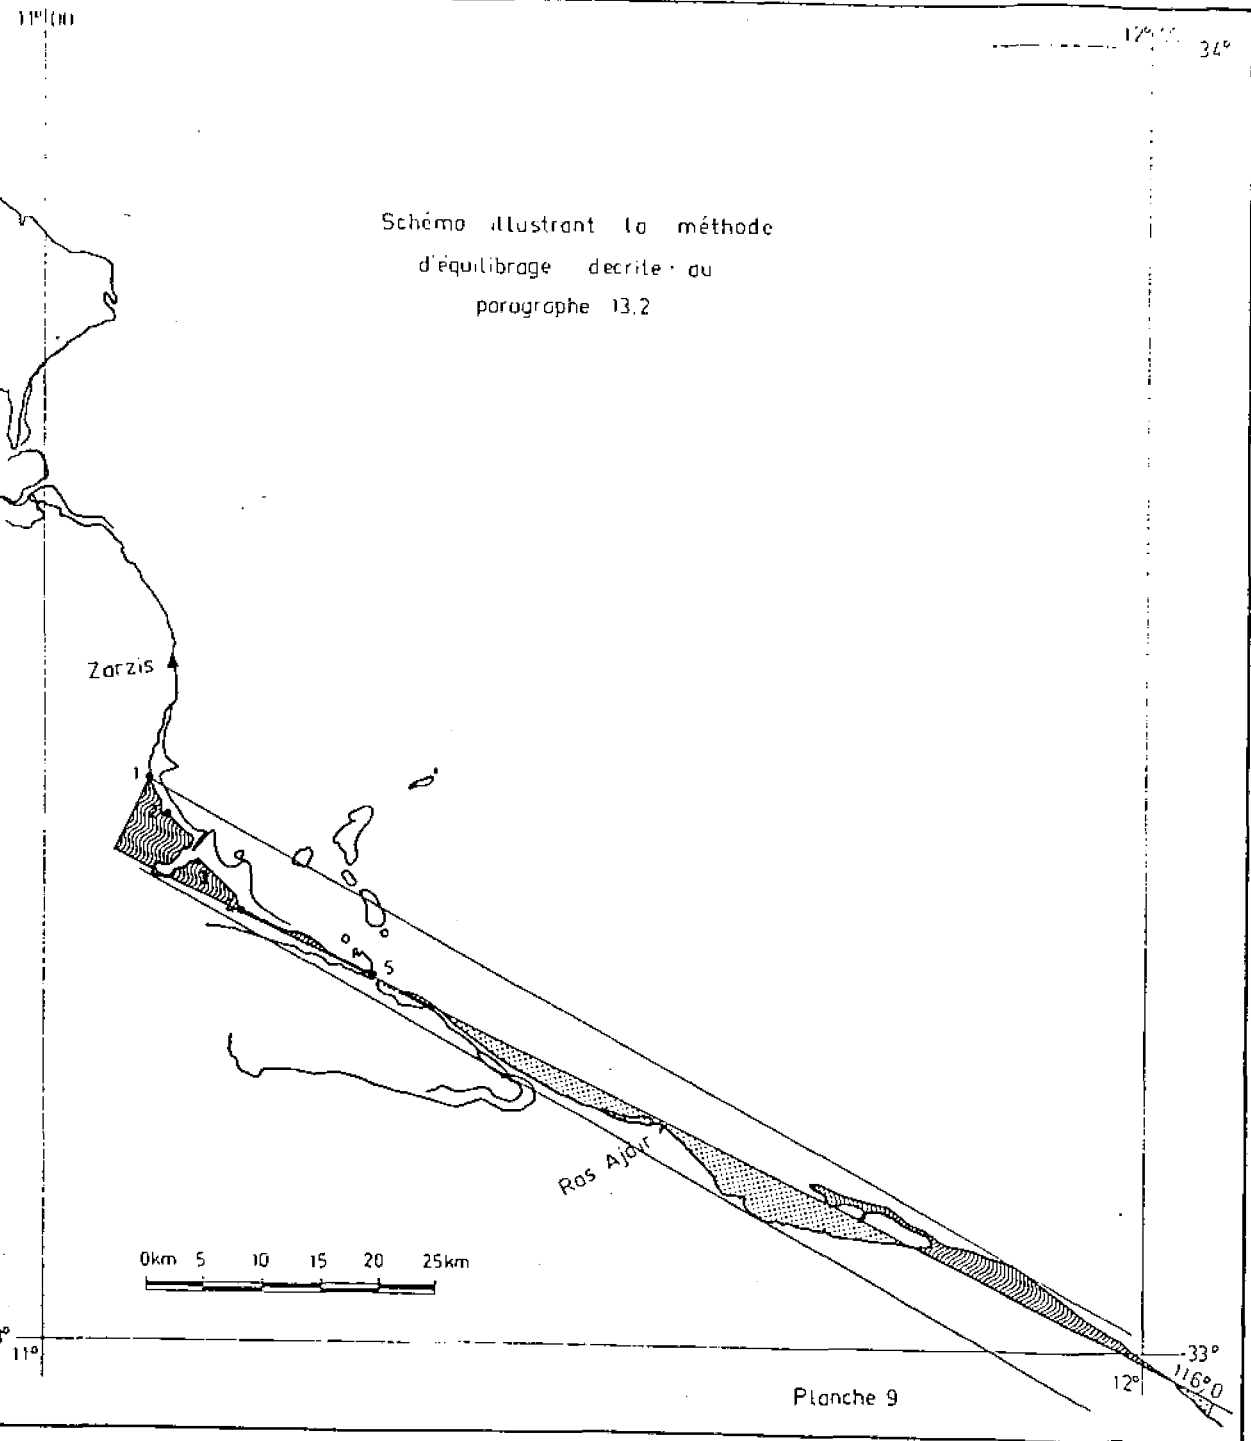 11°00
12°
34°
Schéma illustrant la méthode
d'équilibrage decrite au
paragraphe 13.2
Zarzis
1
5
Ras Ajdir
0km 5 10 15 20 25km
11°
33°
12°
116°0
Planche 9